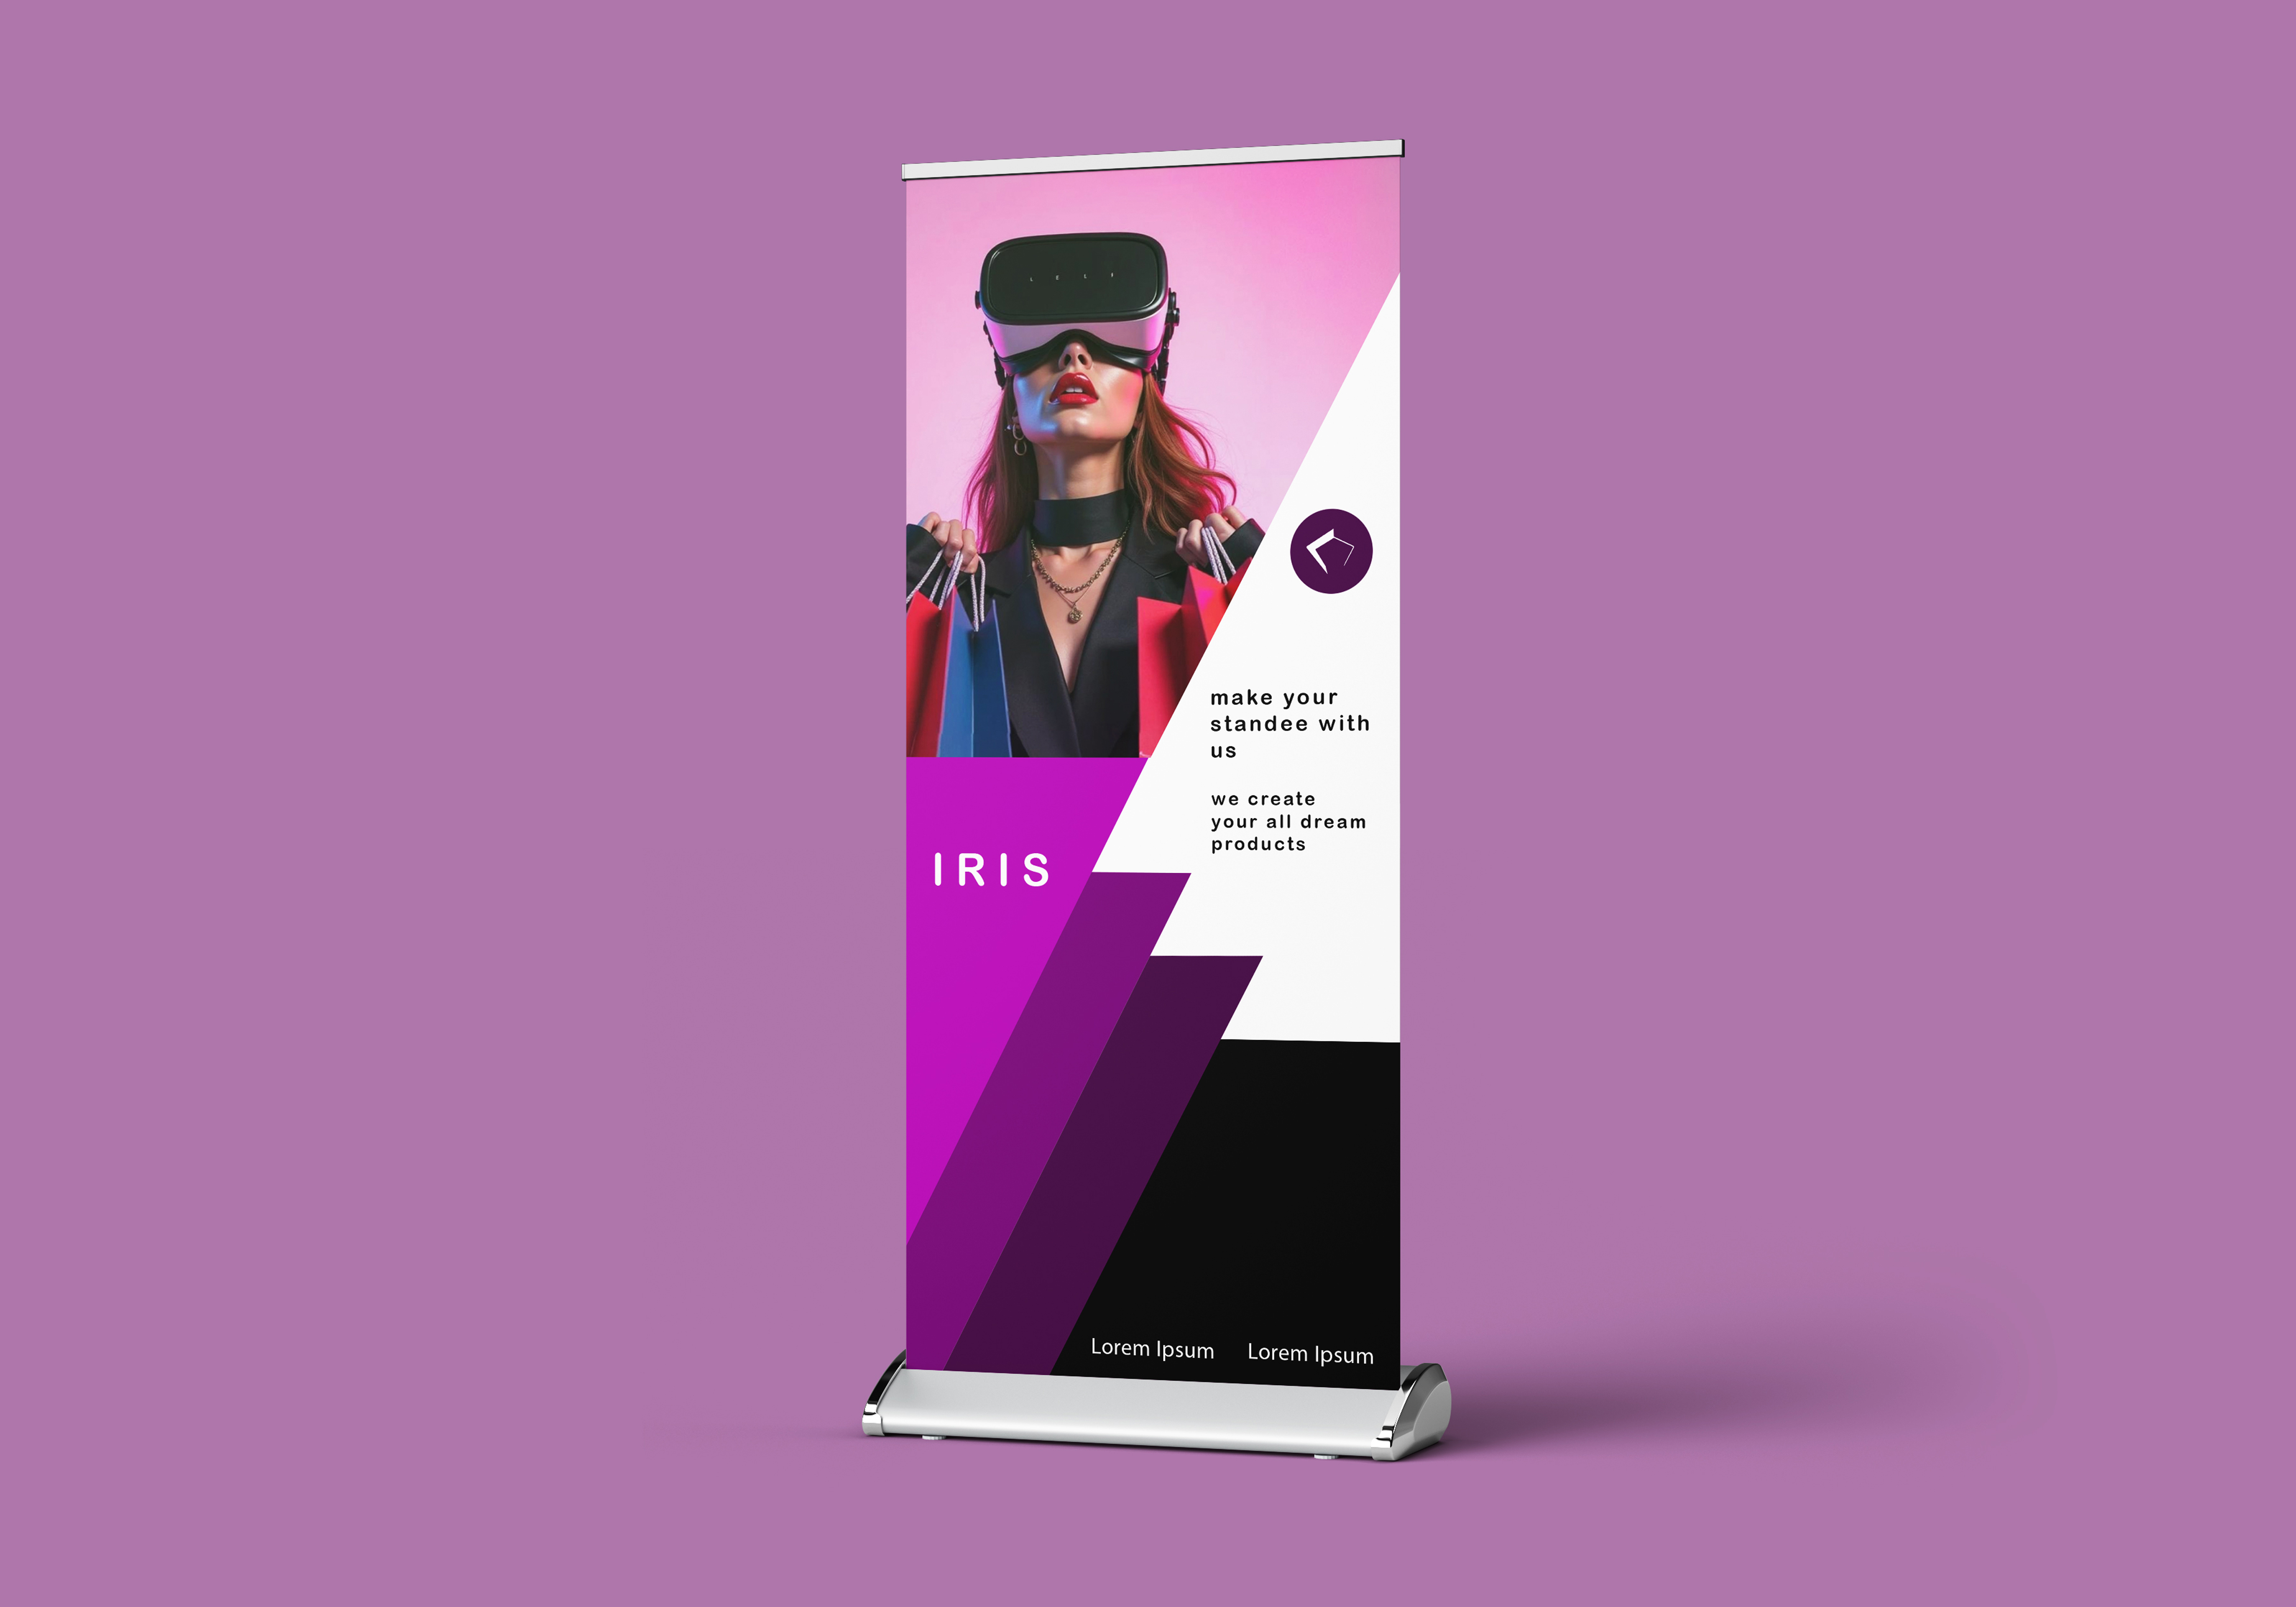 make your
standee with
us
we create
your all dream
products
IRIS
Lorem Ipsum Lorem Ipsum